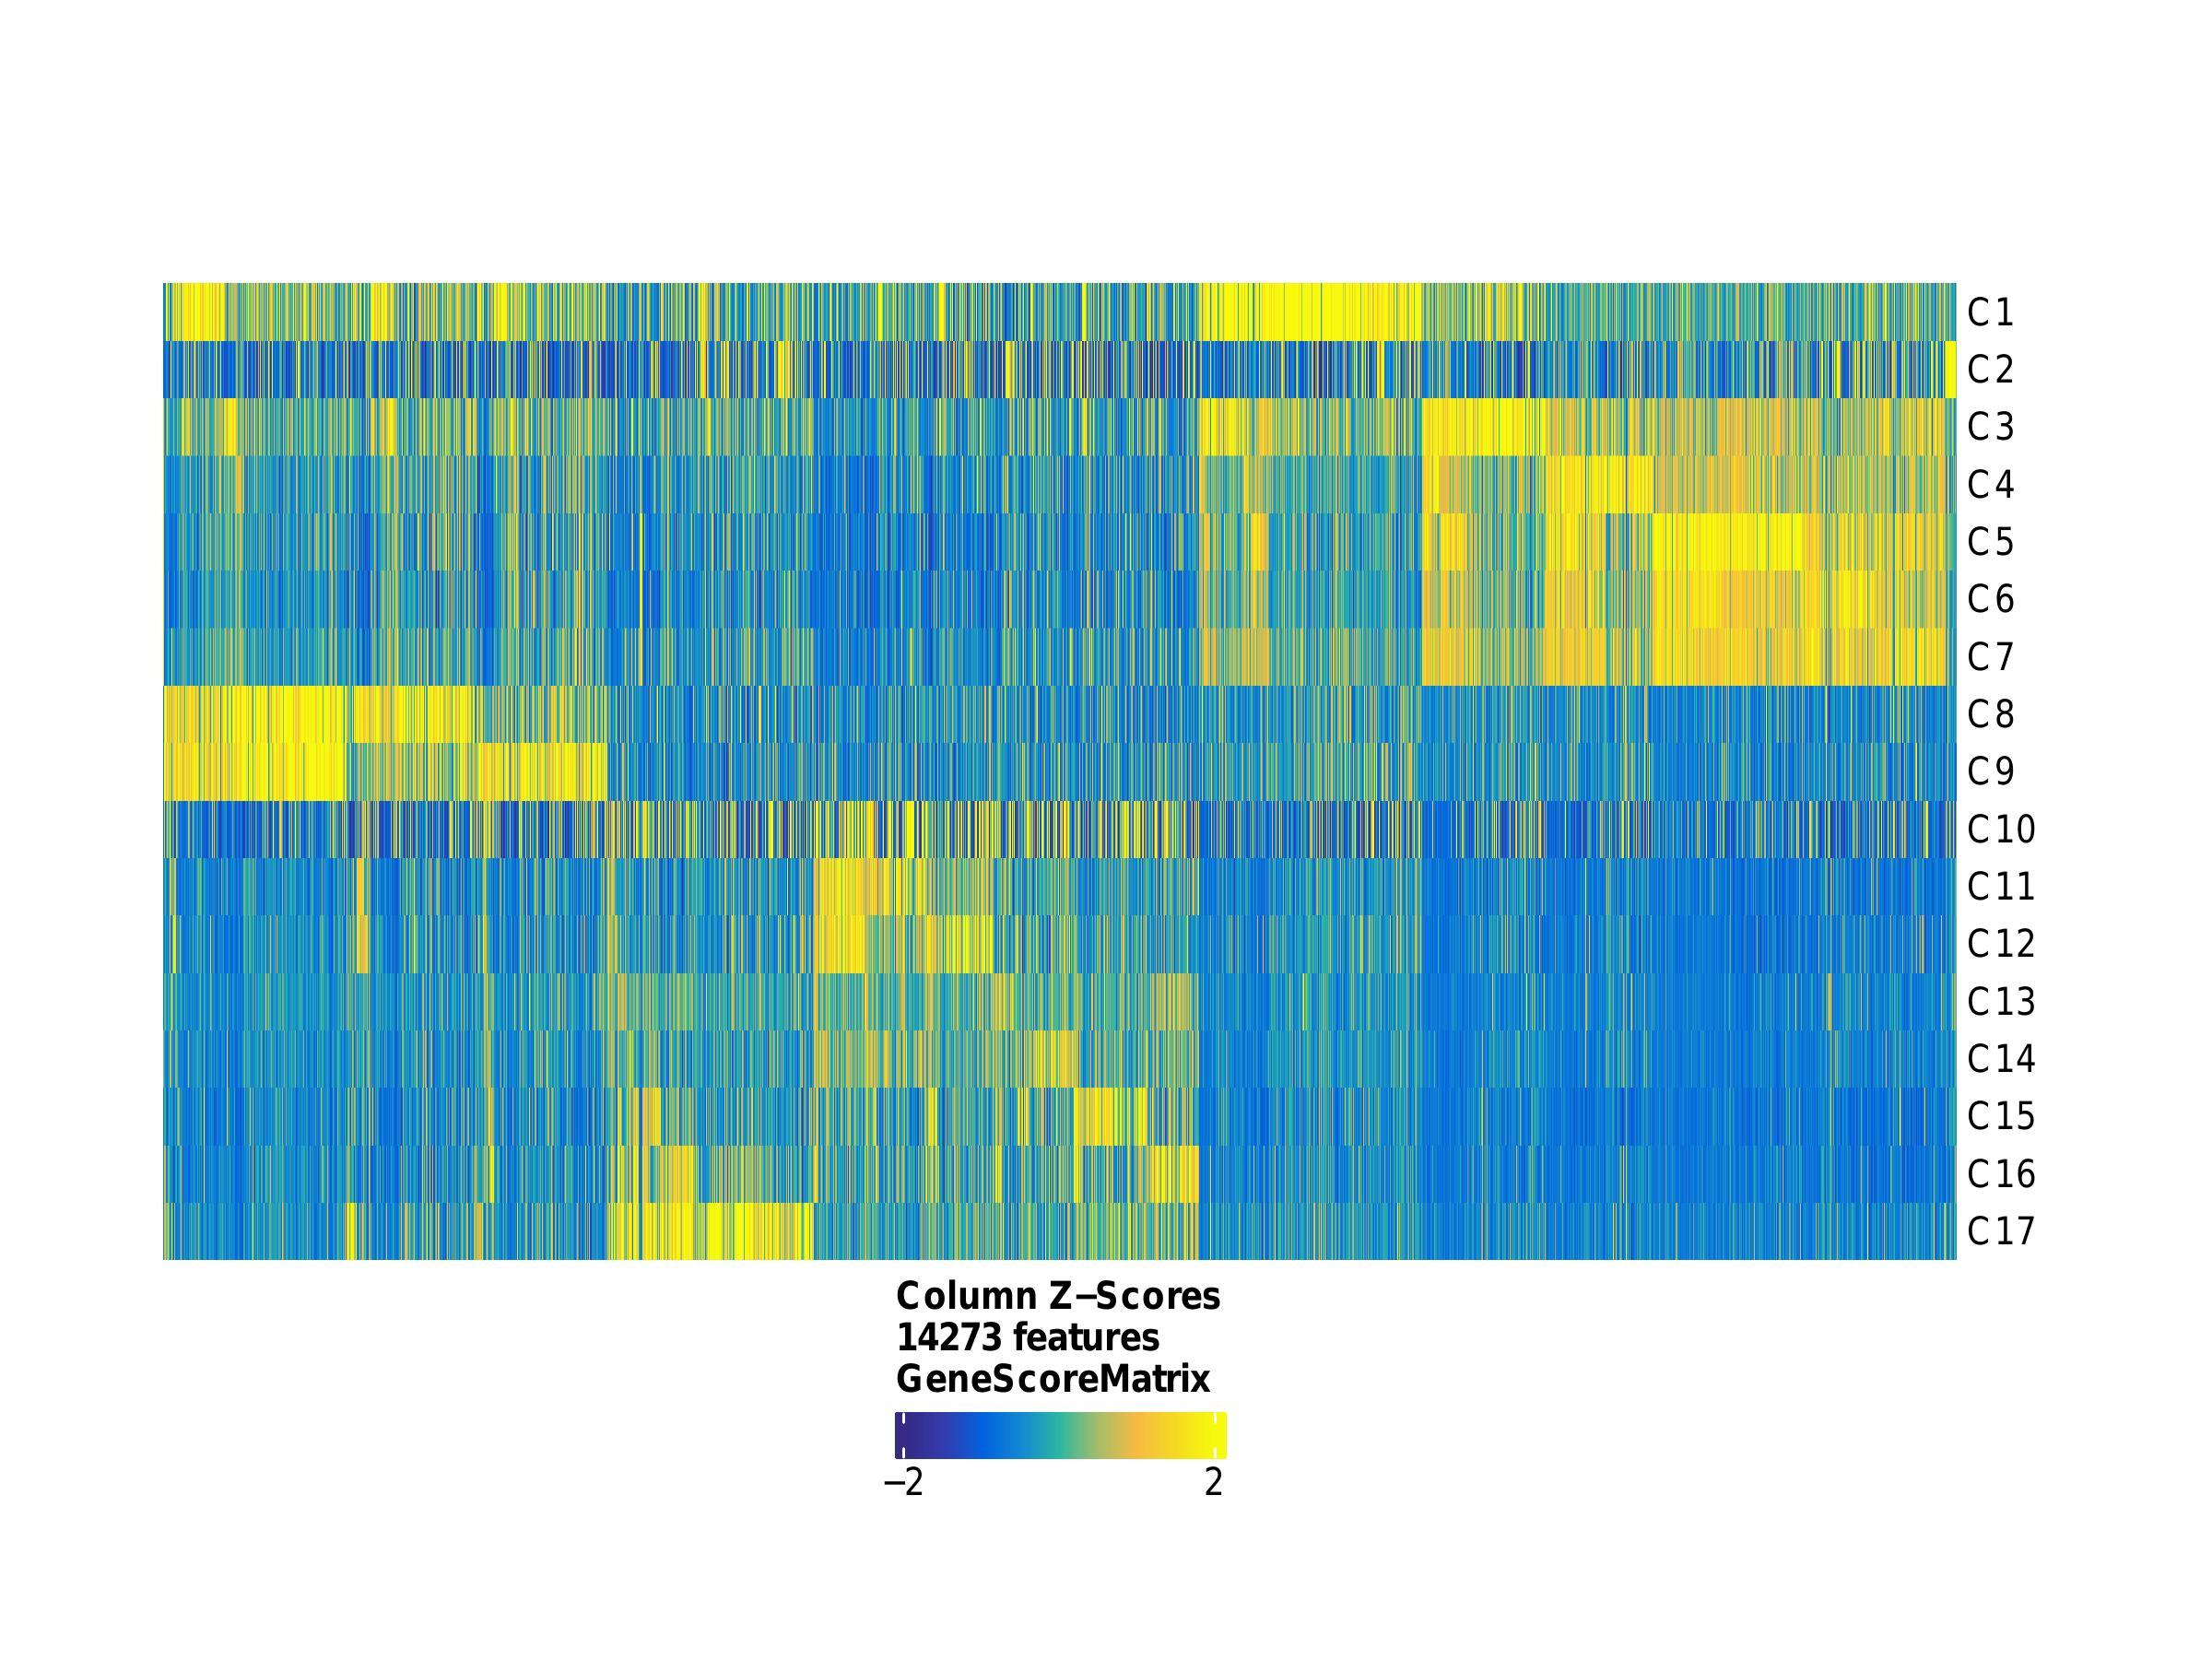 C1
C2
C3
C4
C5
C6
C7
C8
C9
C10
C11
C12
C13
C14
C15
C16
C17
Column Z−Scores
14273 features
GeneScoreMatrix
−2 2